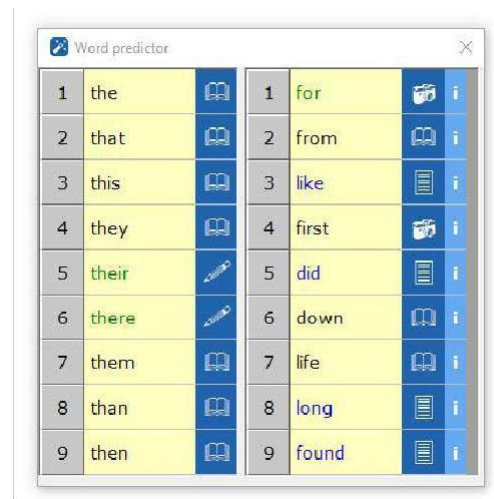 Word predictor
1 the 1 for i
2 that 2 from i
3 this 3 like i
4 they 4 first i
5 their 5 did i
6 there 6 down i
7 them 7 life i
8 than 8 long i
9 then 9 found i